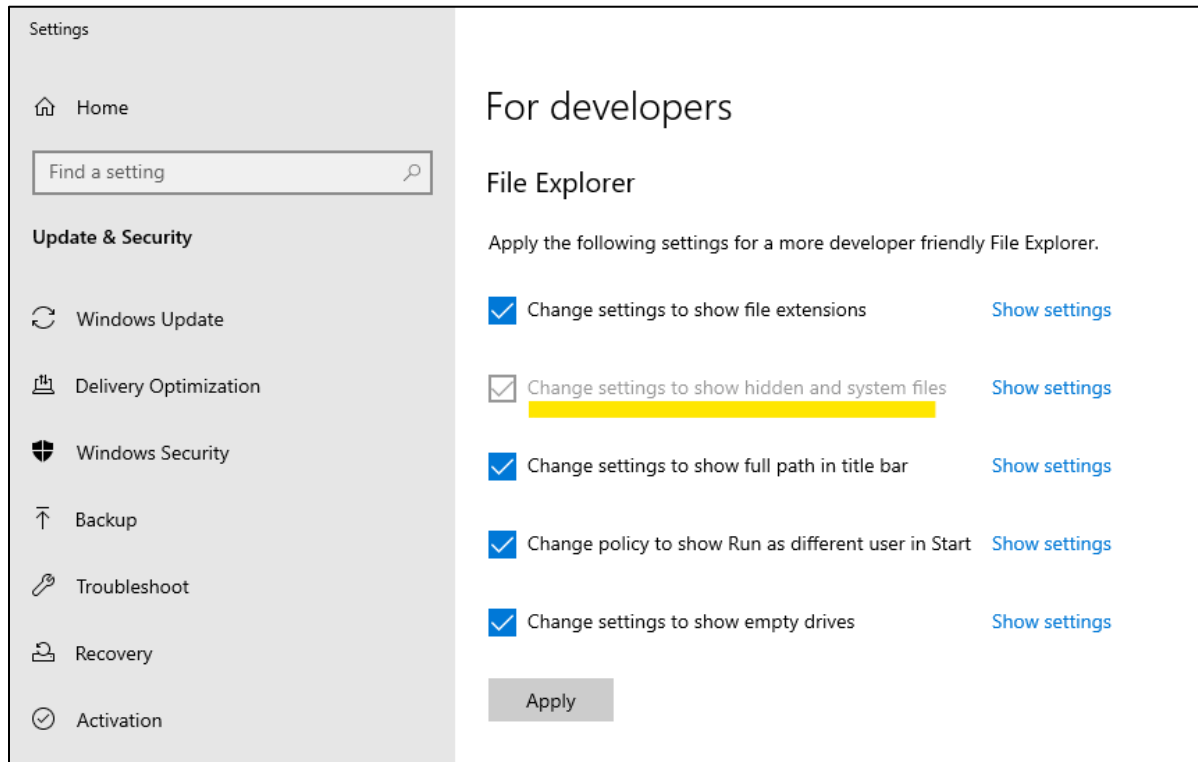 Settings
Home
Find a setting
Update & Security
Windows Update
Delivery Optimization
Windows Security
Backup
Troubleshoot
Recovery
Activation
For developers
File Explorer
Apply the following settings for a more developer friendly File Explorer.
Change settings to show file extensions Show settings
Change settings to show hidden and system files Show settings
Change settings to show full path in title bar Show settings
Change policy to show Run as different user in Start Show settings
Change settings to show empty drives Show settings
Apply